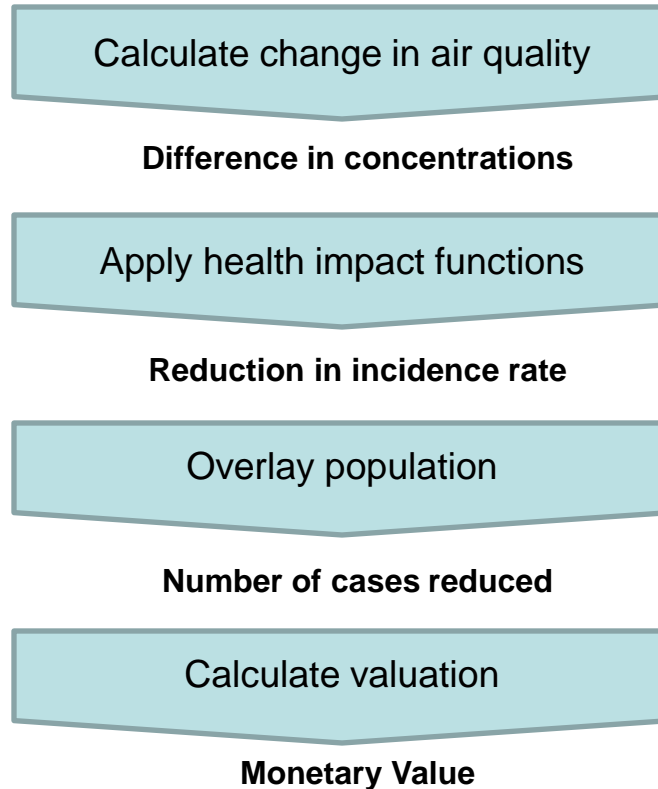 Calculate change in air quality
Difference in concentrations
Apply health impact functions
Reduction in incidence rate
Overlay population
Number of cases reduced
Calculate valuation
Monetary Value